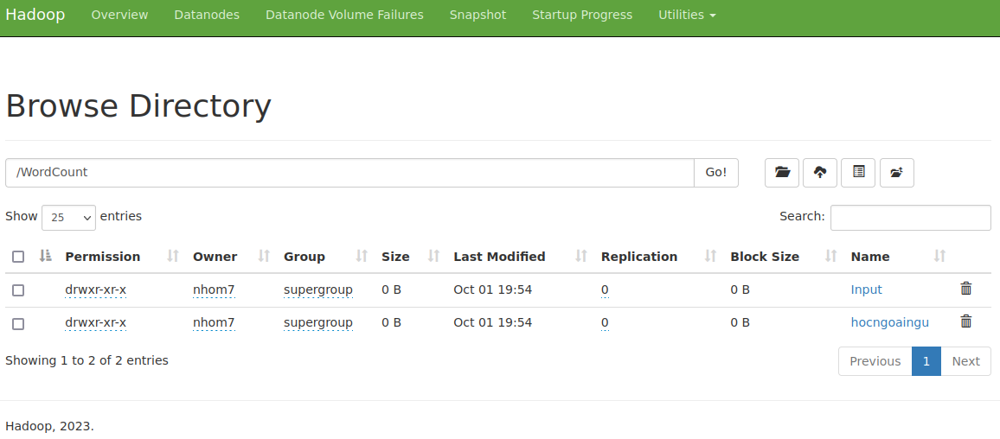 Hadoop Overview Datanodes Datanode Volume Failures Snapshot Startup Progress Utilities
Browse Directory
/WordCount Go!
Show 25 entries Search:
Permission Owner Group Size Last Modified Replication Block Size Name
drwxr-xr-x nhom7 supergroup 0 B Oct 01 19:54 0 0 B Input
drwxr-xr-x nhom7 supergroup 0 B Oct 01 19:54 0 0 B hocngoaingu
Showing 1 to 2 of 2 entries Previous 1 Next
Hadoop, 2023.